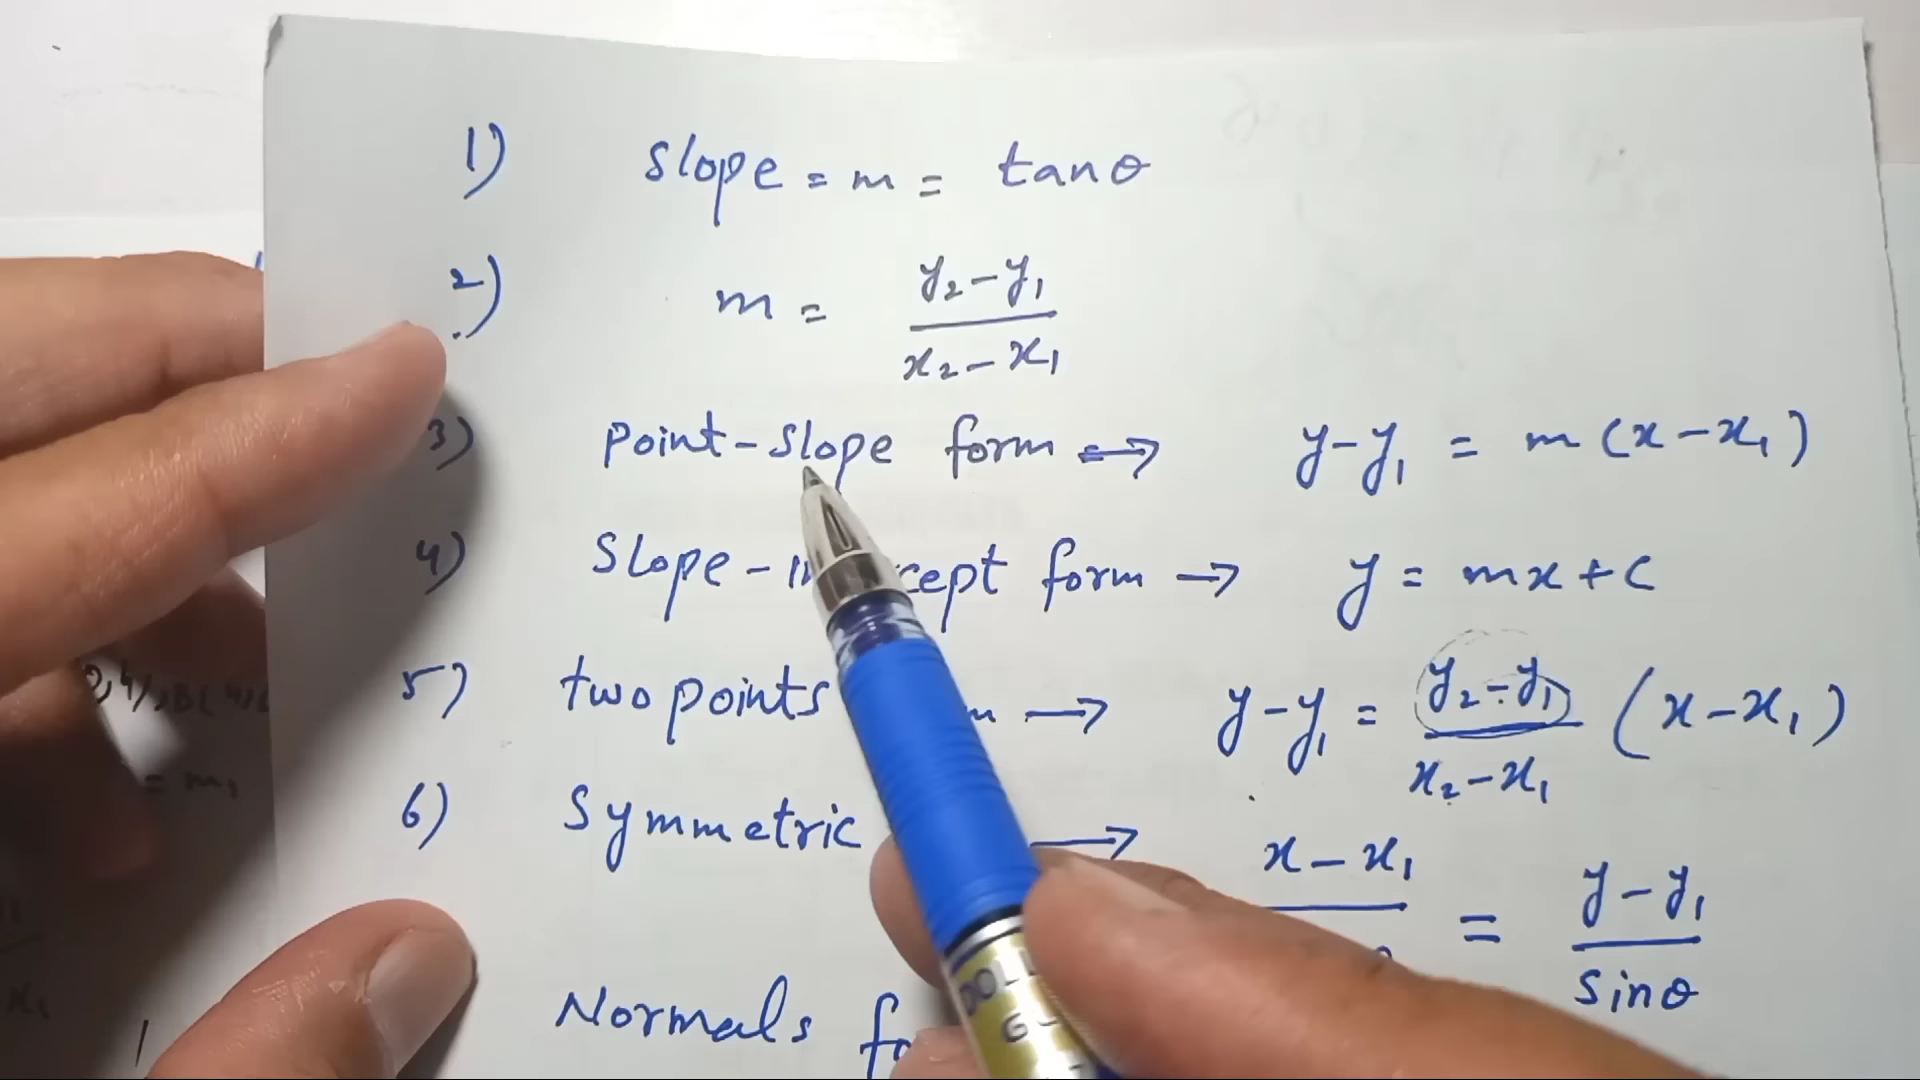 1) Slope = m = tanθ
2) m = y₂-y₁ / x₂-x₁
3) Point-Slope form → y-y₁ = m(x-x₁)
4) Slope- form → y = mx+c
5) two points → y-y₁ = y₂-y₁ / x₂-x₁ (x-x₁)
6) Symmetric → x-x₁ / = y-y₁ / sinθ
Normals